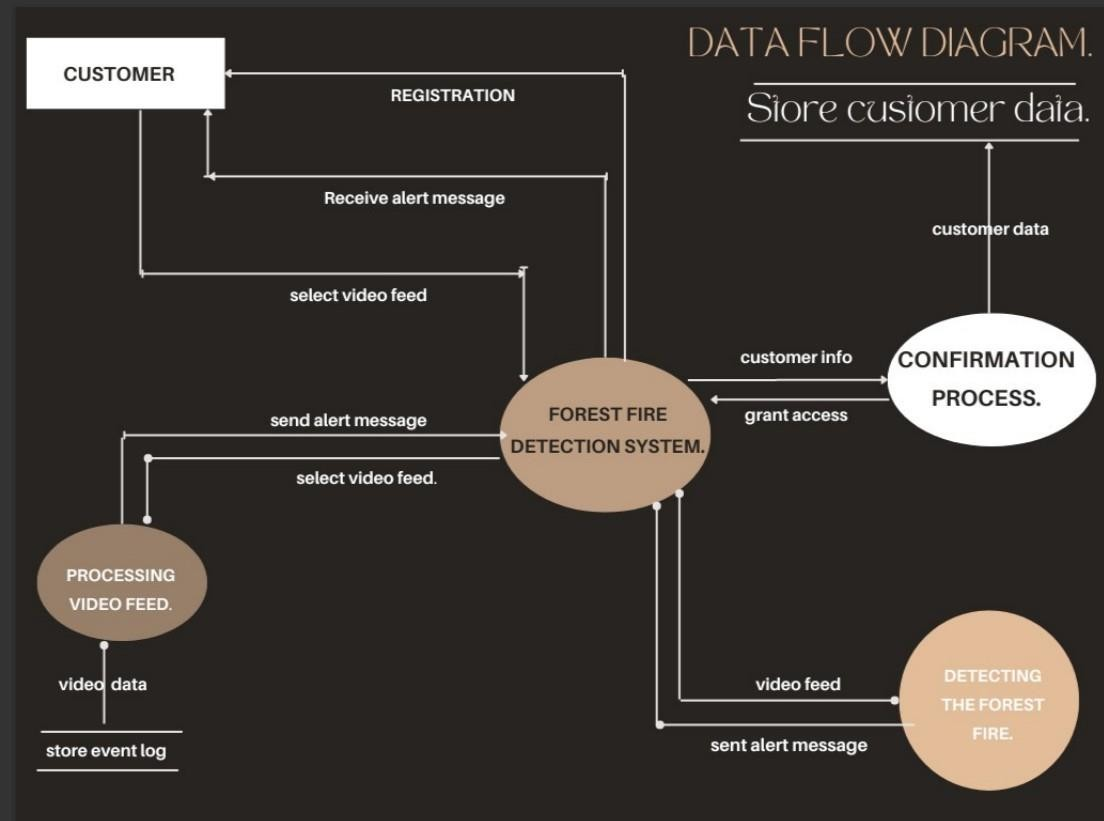 DATA FLOW DIAGRAM.
CUSTOMER
REGISTRATION
Store customer data.
Receive alert message
customer data
select video feed
customer info
CONFIRMATION
PROCESS.
grant access
FOREST FIRE
DETECTION SYSTEM.
send alert message
select video feed.
PROCESSING
VIDEO FEED.
video data
store event log
video feed
sent alert message
DETECTING
THE FOREST
FIRE.